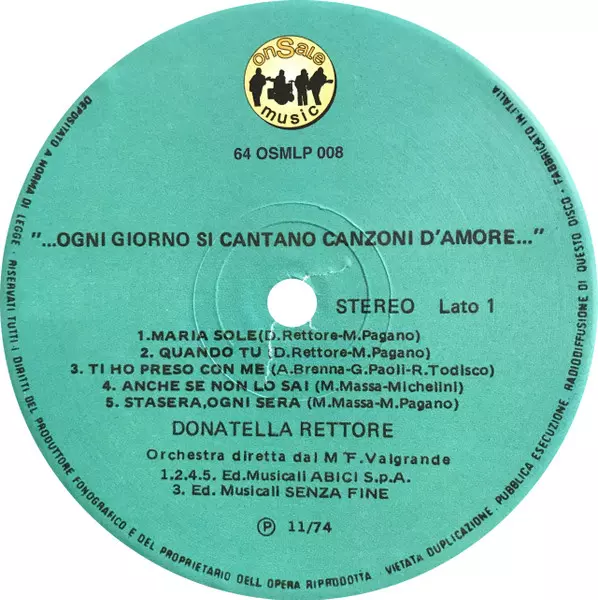 onSale
music
64 OSMLP 008
"...OGNI GIORNO SI CANTANO CANZONI D'AMORE..."
STEREO Lato 1
1.MARIA SOLE(D.Rettore-M.Pagano)
2. QUANDO TU (D.Rettore-M.Pagano)
3. TI HO PRESO CON ME (A.Brenna-G.Paoli-R.Todisco)
4. ANCHE SE NON LO SAI (M.Massa-Michelini)
5. STASERA,OGNI SERA (M.Massa-M.Pagano)
DONATELLA RETTORE
Orchestra diretta dal M°F.Valgrande
1.2.4.5. Ed.Musicali ABICI S.p.A.
3. Ed. Musicali SENZA FINE
Ⓟ 11/74
DEPOSITATO A NORMA DI LEGGE - RISERVATI TUTTI I DIRITTI DEL PRODUTTORE FONOGRAFICO E DEL PROPRIETARIO DELL OPERA RIPRODOTTA - VIETATA DUPLICAZIONE, PUBBLICA ESECUZIONE, RADIODIFFUSIONE DI QUESTO DISCO - FABBRICATO IN ITALIA